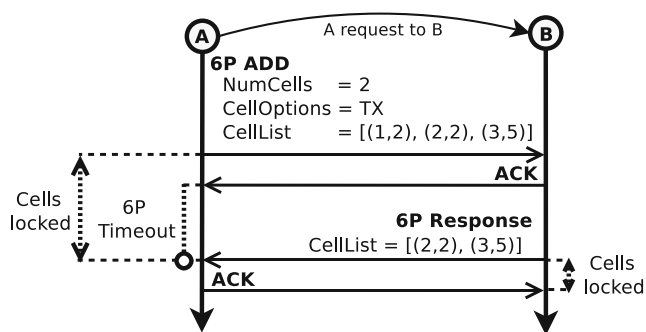 A
A request to B
B
6P ADD
NumCells = 2
CellOptions = TX
CellList = [(1,2), (2,2), (3,5)]
ACK
Cells
locked
6P
Timeout
6P Response
CellList = [(2,2), (3,5)]
ACK
Cells
locked